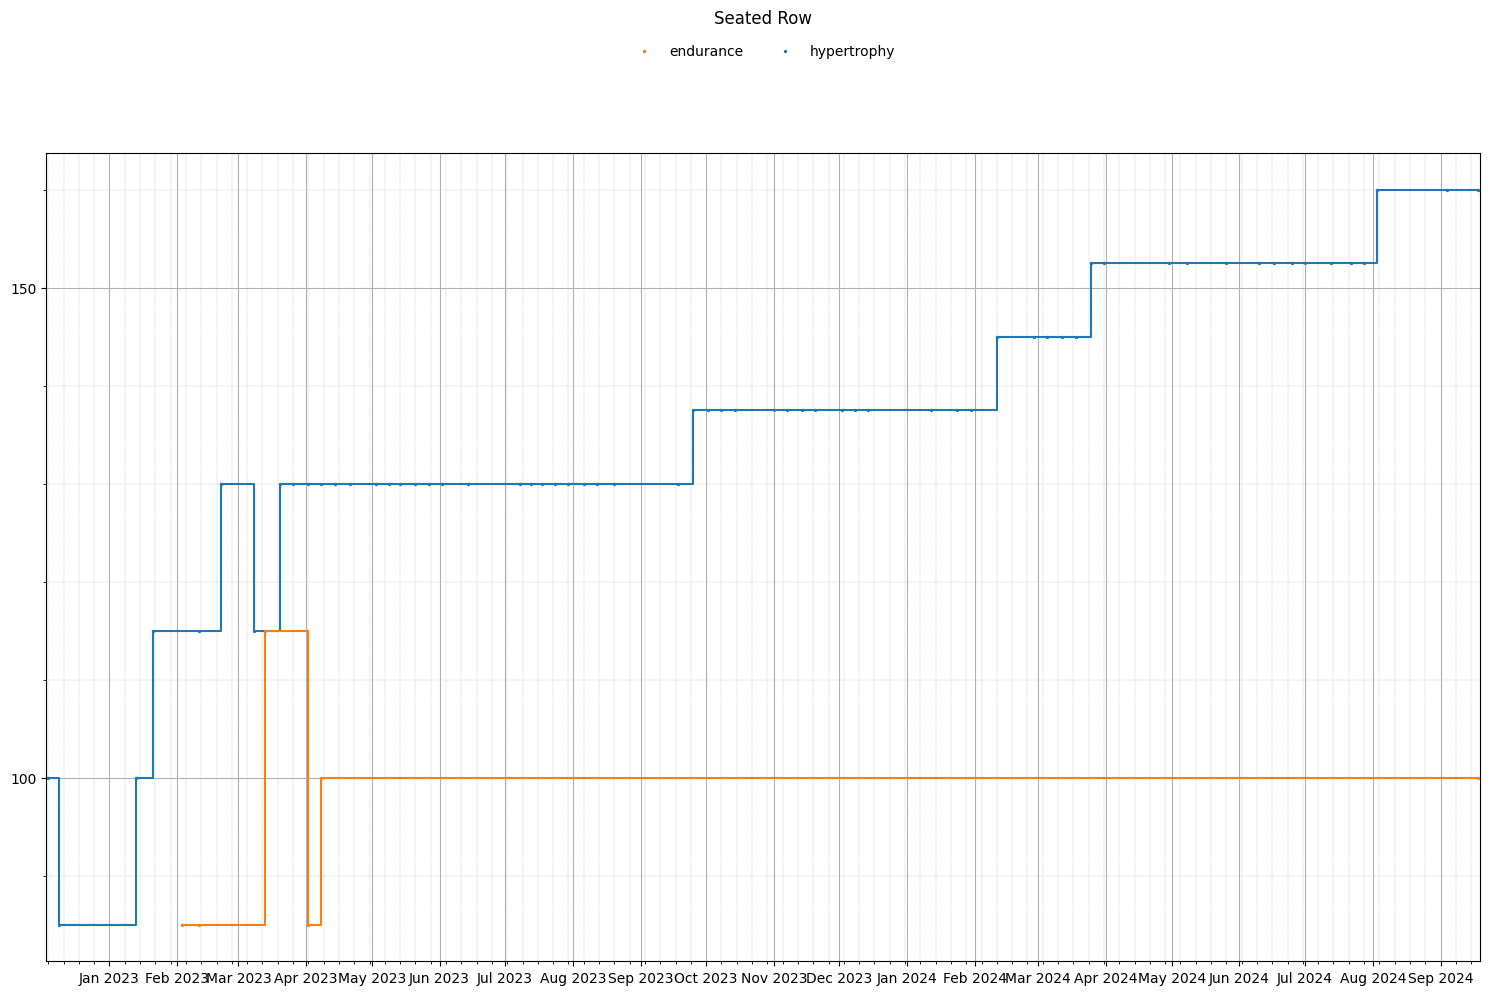 Seated Row
endurance hypertrophy
150
100
Jan 2023 Feb 2023 Mar 2023 Apr 2023 May 2023 Jun 2023 Jul 2023 Aug 2023 Sep 2023 Oct 2023 Nov 2023 Dec 2023 Jan 2024 Feb 2024 Mar 2024 Apr 2024 May 2024 Jun 2024 Jul 2024 Aug 2024 Sep 2024